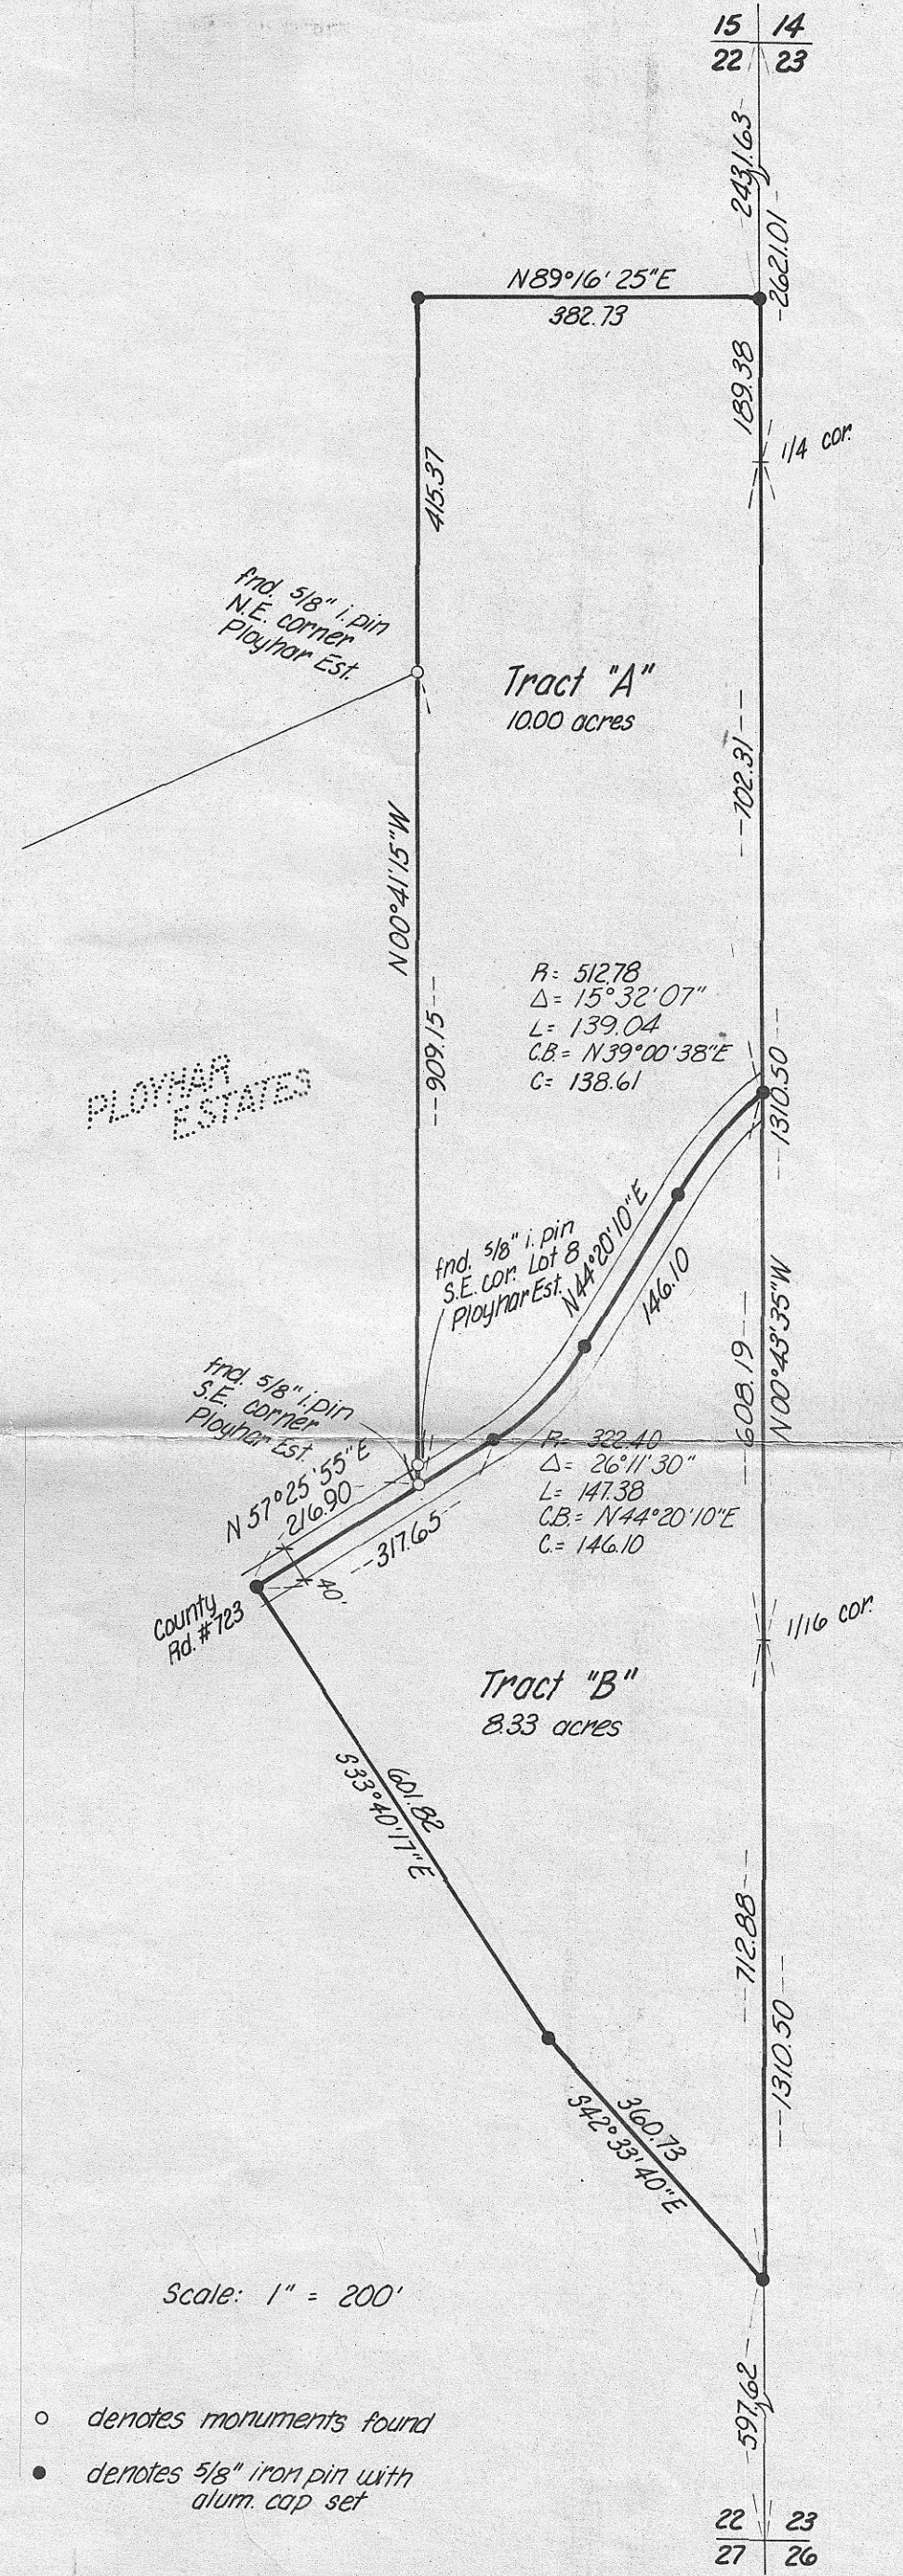 15 14
22 23
2431.63
2621.01
N89°16'25"E
382.73
189.38
1/4 cor.
415.37
fnd. 5/8" i. pin
N.E. corner
Ployhar Est.
Tract "A"
10.00 acres
702.31
N00°41'15"W
909.15
R= 512.78
Δ= 15°32'07"
L= 139.04
C.B.= N39°00'38"E
C= 138.61
PLOYHAR
ESTATES
1310.50
fnd. 5/8" i. pin
S.E. cor. Lot 8
Ployhar Est.
N44°20'10"E
146.10
608.19
N00°43'35"W
fnd. 5/8" i. pin
S.E. corner
Ployhar Est.
N57°25'55"E
216.90
317.65
40'
R= 322.40
Δ= 26°11'30"
L= 147.38
C.B.= N44°20'10"E
C.= 146.10
County
Rd. #723
1/16 cor.
Tract "B"
8.33 acres
601.82
S33°40'17"E
712.88
1310.50
360.73
S42°33'40"E
Scale: 1" = 200'
597.62
denotes monuments found
denotes 5/8" iron pin with
alum. cap set
22 23
27 26